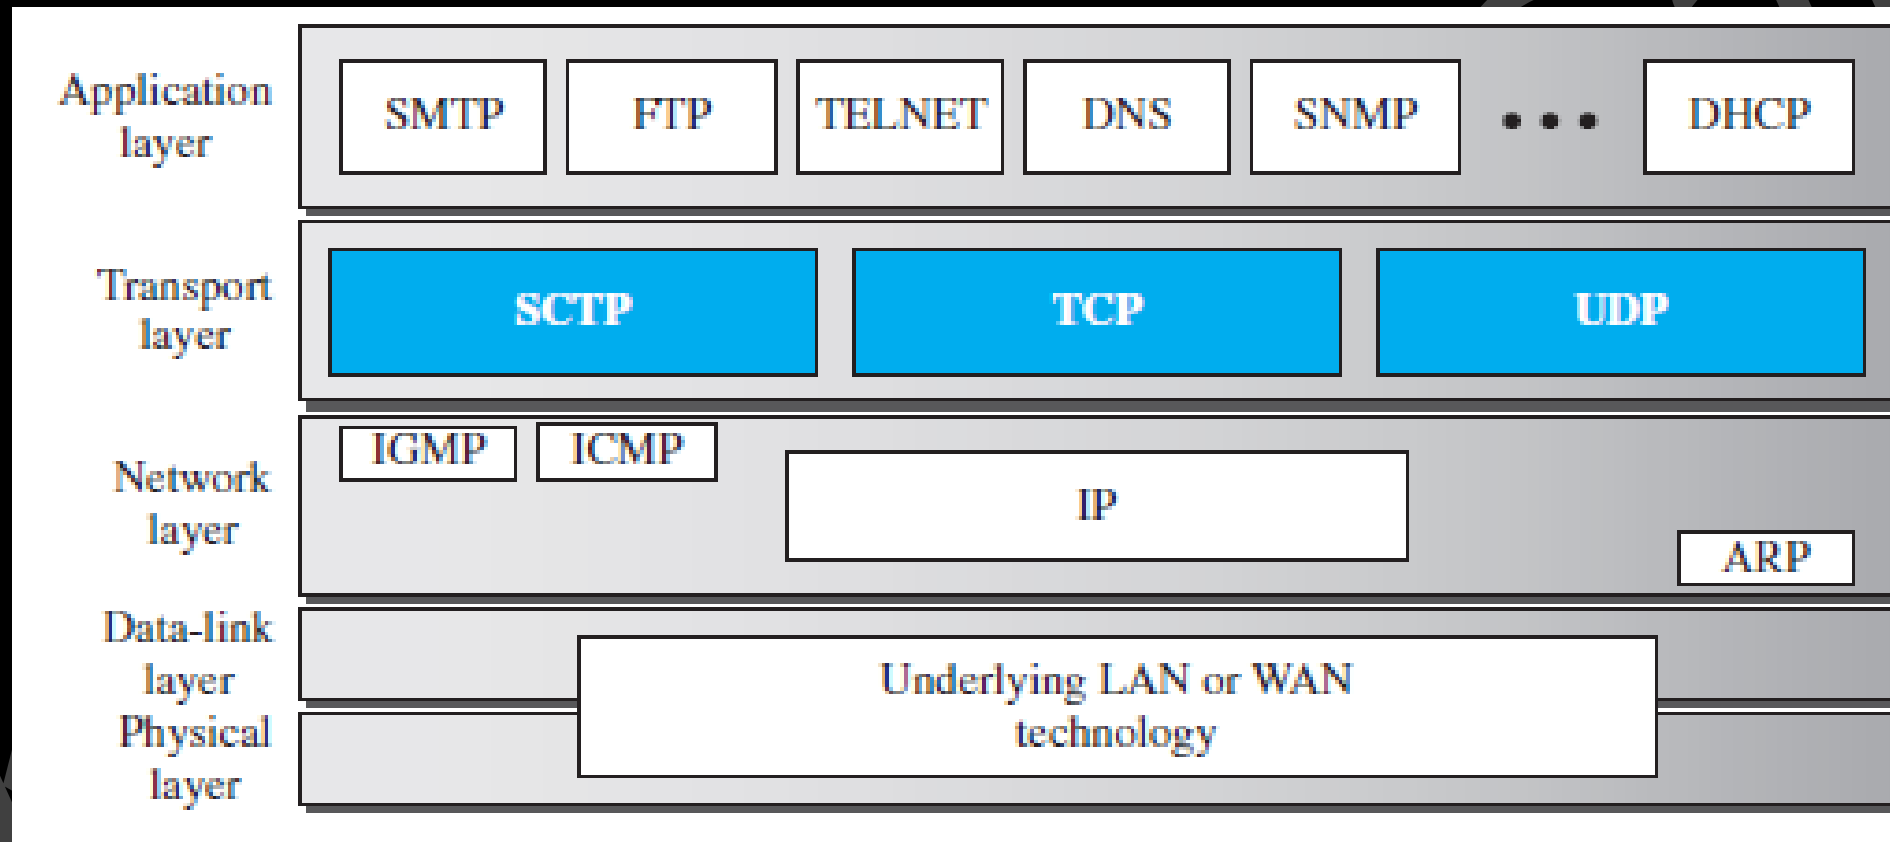 Application
layer
SMTP FTP TELNET DNS SNMP ••• DHCP
Transport
layer
SCTP TCP UDP
Network
layer
IGMP ICMP IP ARP
Data-link
layer
Physical
layer
Underlying LAN or WAN
technology